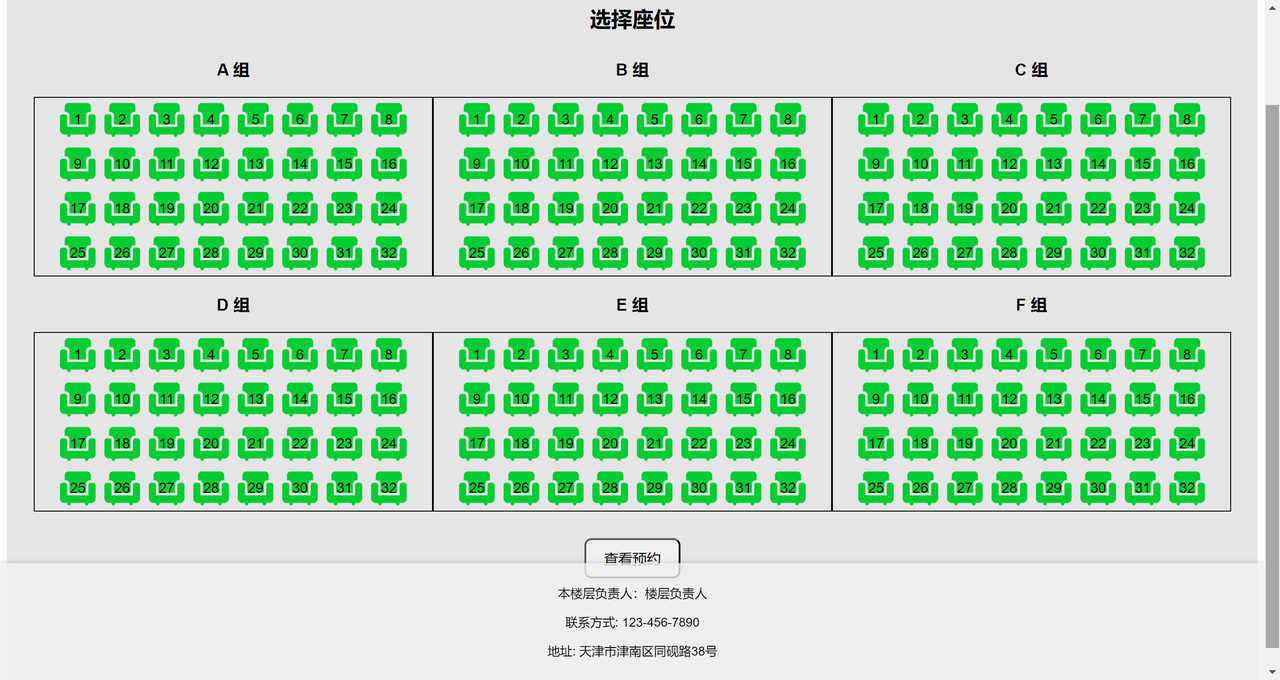 选择座位
A 组 B 组 C 组
1 2 3 4 5 6 7 8 1 2 3 4 5 6 7 8 1 2 3 4 5 6 7 8
9 10 11 12 13 14 15 16 9 10 11 12 13 14 15 16 9 10 11 12 13 14 15 16
17 18 19 20 21 22 23 24 17 18 19 20 21 22 23 24 17 18 19 20 21 22 23 24
25 26 27 28 29 30 31 32 25 26 27 28 29 30 31 32 25 26 27 28 29 30 31 32
D 组 E 组 F 组
1 2 3 4 5 6 7 8 1 2 3 4 5 6 7 8 1 2 3 4 5 6 7 8
9 10 11 12 13 14 15 16 9 10 11 12 13 14 15 16 9 10 11 12 13 14 15 16
17 18 19 20 21 22 23 24 17 18 19 20 21 22 23 24 17 18 19 20 21 22 23 24
25 26 27 28 29 30 31 32 25 26 27 28 29 30 31 32 25 26 27 28 29 30 31 32
查看预约
本楼层负责人：楼层负责人
联系方式: 123-456-7890
地址: 天津市津南区同砚路38号